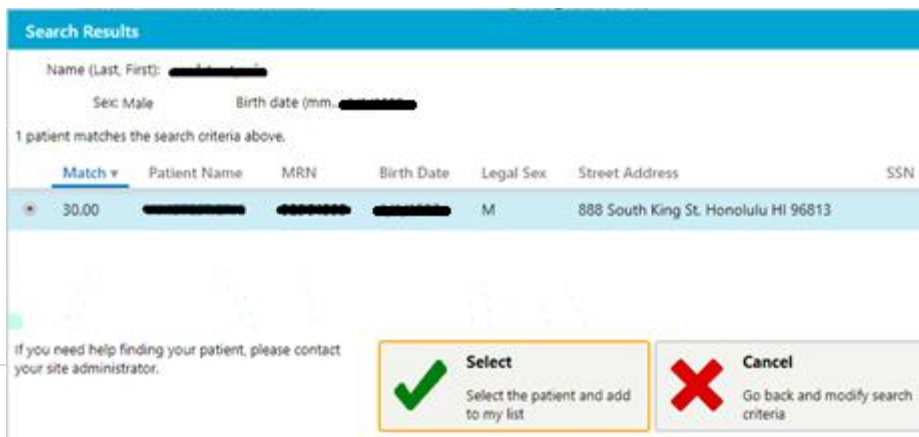 Search Results
Name (Last, First):
Sex: Male Birth date (mm...
1 patient matches the search criteria above.
Match Patient Name MRN Birth Date Legal Sex Street Address SSN
30.00 M 888 South King St. Honolulu HI 96813
If you need help finding your patient, please contact
your site administrator.
Select
Select the patient and add
to my list
Cancel
Go back and modify search
criteria